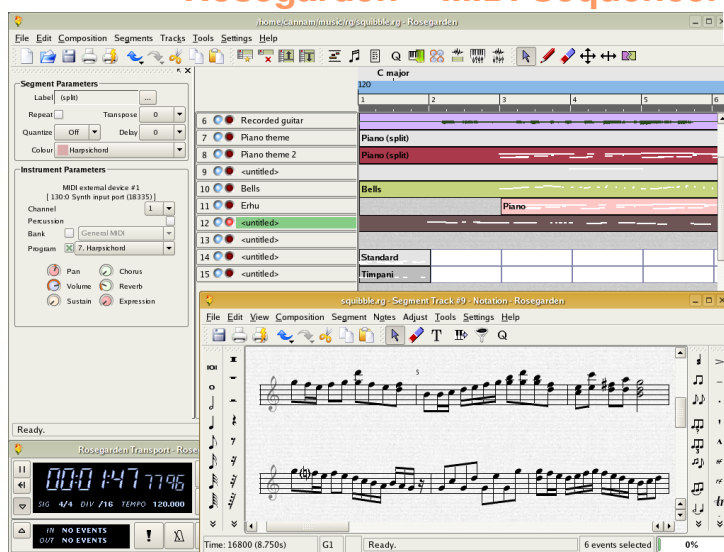 Rosegarden - MIDI Sequencer
/home/cannam/music/rg/squibble.rg - Rosegarden
File Edit Composition Segments Tracks Tools Settings Help
Segment Parameters
Label (split) ...
Repeat Transpose 0
Quantize Off Delay 0
Colour Harpsichord
Instrument Parameters
MIDI external device #1
[ 130:0 Synth input port (18335) ]
Channel 1
Percussion
Bank General MIDI
Program 7. Harpsichord
Pan Chorus
Volume Reverb
Sustain Expression
Ready.
C major
120
1 2 3 4 5 6
6 Recorded guitar
7 Piano theme Piano (split)
8 Piano theme 2 Piano (split)
9 <untitled>
10 Bells Bells
11 Erhu Piano
12 <untitled>
13 <untitled>
14 <untitled> Standard
15 <untitled> Timpani
squibble.rg - Segment Track #9 - Notation - Rosegarden
File Edit View Composition Segment Notes Adjust Tools Settings Help
5
Time: 16800 (8.750s) G1 Ready. 6 events selected 0%
Rosegarden Transport - Rose
00:01:47 7796
SIG 4/4 DIV /16 TEMPO 120.000
IN NO EVENTS
OUT NO EVENTS